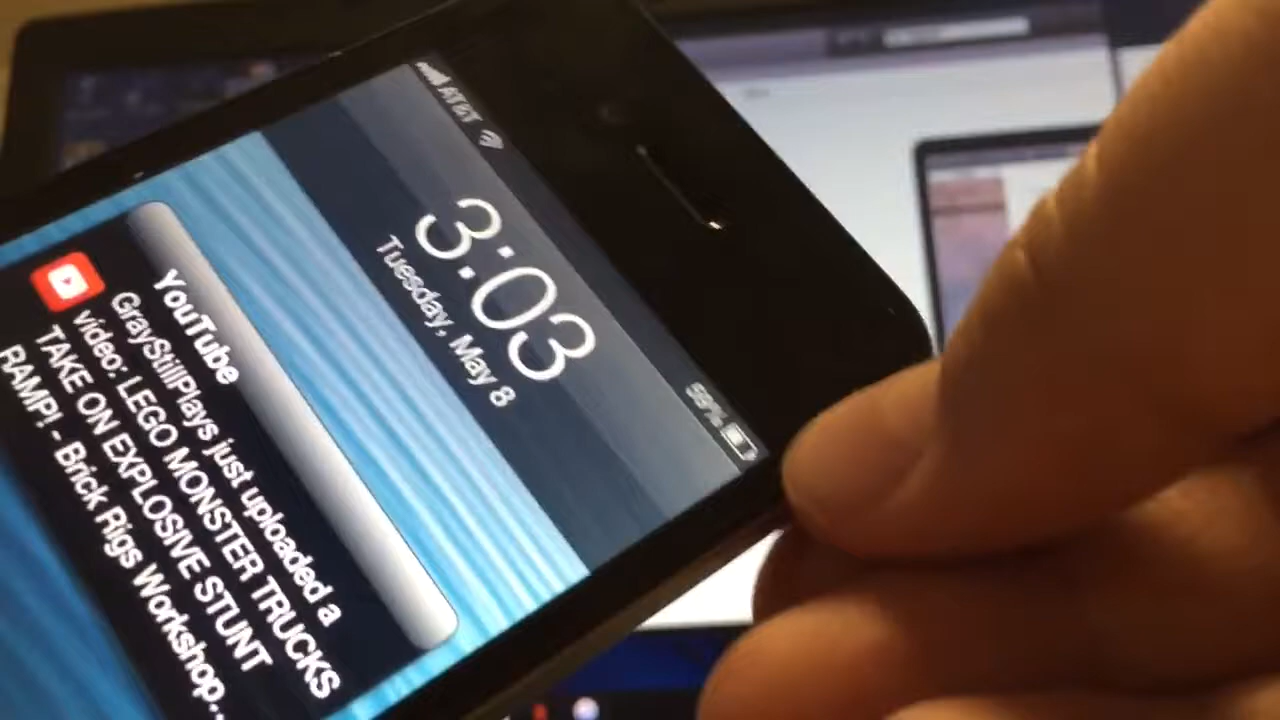 AT&T
59%
3:03
Tuesday, May 8
YouTube
GrayStillPlays just uploaded a
video: LEGO MONSTER TRUCKS
TAKE ON EXPLOSIVE STUNT
RAMP! - Brick Rigs Workshop...